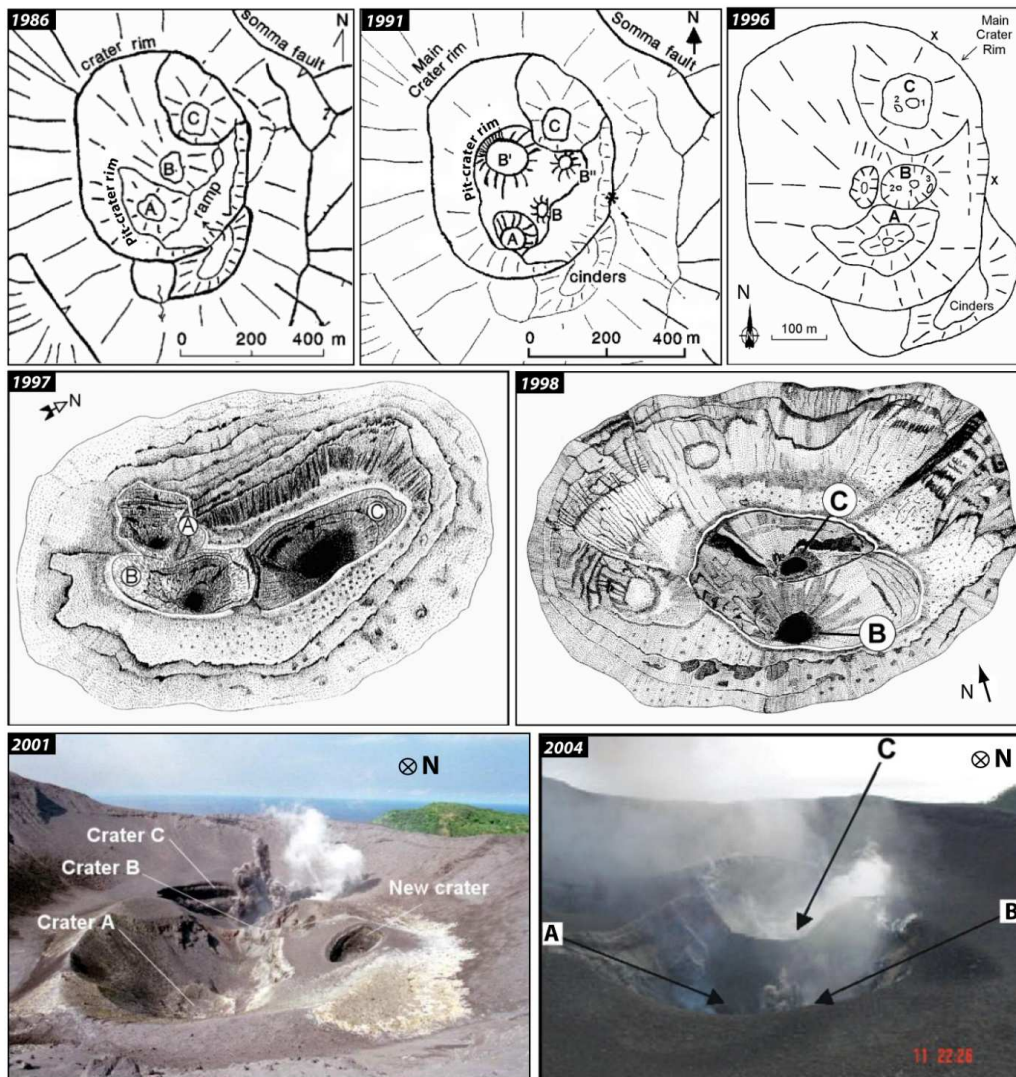 1986
N
crater rim
Somma fault
C
B
A
ramp
Pit-crater rim
0 200 400 m
1991
N
Main
Crater rim
Somma fault
Pit-crater rim
C
B'
B"
B
A
cinders
0 200 400 m
1996
Main
Crater
Rim
x
C
2 1
B
2 3
x
A
N
100 m
Cinders
1997
N
A
C
B
1998
C
B
N
2001
N
Crater C
Crater B
New crater
Crater A
2004
C
N
A
B
11 22:26